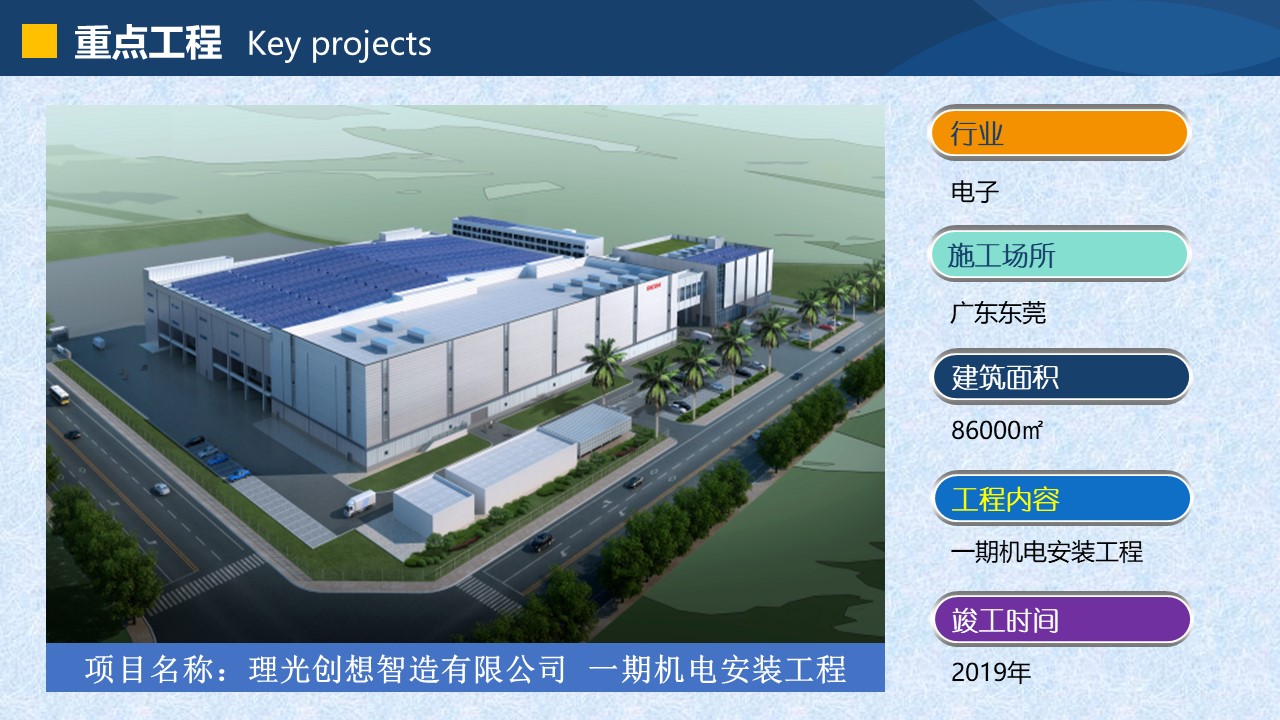 重点工程 Key projects
行业
电子
施工场所
广东东莞
建筑面积
86000㎡
工程内容
一期机电安装工程
竣工时间
2019年
项目名称：理光创想智造有限公司 一期机电安装工程